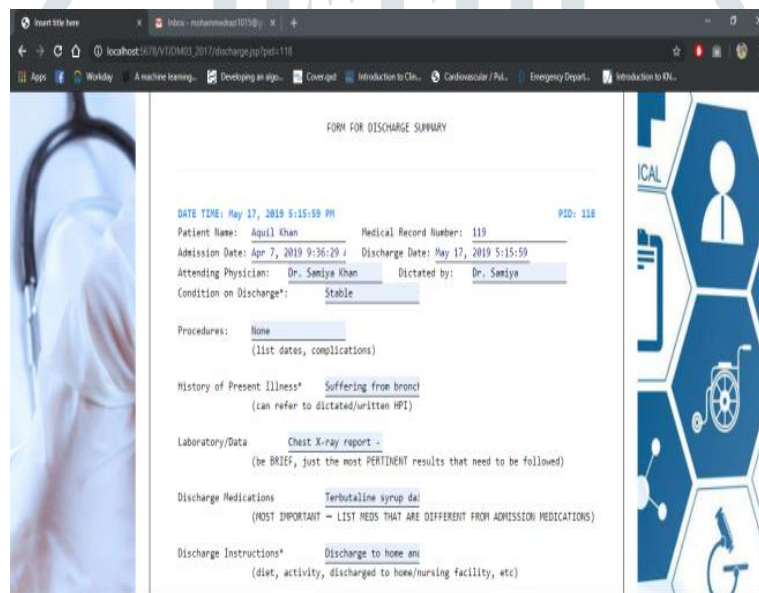 Insert title here
Inbox - mohammedrazi1015@g
localhost:5678/VTJDM03_2017/discharge.jsp?pid=118
Apps
Workday
A machine learning...
Developing an algo...
Cover.qxd
Introduction to Clin...
Cardiovascular / Pul...
Emergency Depart...
Introduction to KN...
FORM FOR DISCHARGE SUMMARY
DATE TIME: May 17, 2019 5:15:59 PM PID: 118
Patient Name: Aquil Khan Medical Record Number: 119
Admission Date: Apr 7, 2019 9:36:29 Discharge Date: May 17, 2019 5:15:59
Attending Physician: Dr. Samiya Khan Dictated by: Dr. Samiya
Condition on Discharge*: Stable
Procedures: None
(list dates, complications)
History of Present Illness* Suffering from bronch
(can refer to dictated/written HPI)
Laboratory/Data Chest X-ray report -
(be BRIEF, just the most PERTINENT results that need to be followed)
Discharge Medications Terbutaline syrup dai
(MOST IMPORTANT – LIST MEDS THAT ARE DIFFERENT FROM ADMISSION MEDICATIONS)
Discharge Instructions* Discharge to home and
(diet, activity, discharged to home/nursing facility, etc)
ICAL